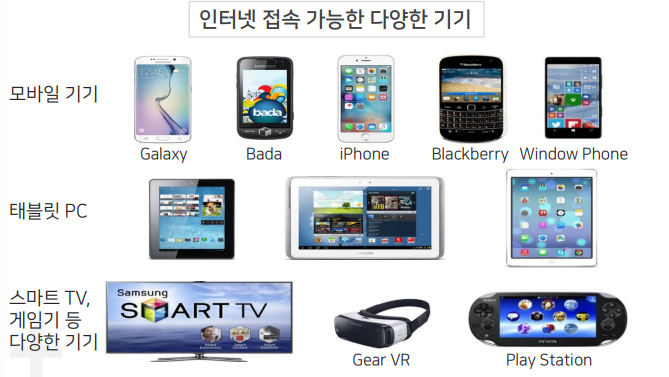 인터넷 접속 가능한 다양한 기기
모바일 기기
bada
BlackBerry
Galaxy
Bada
iPhone
Blackberry
Window Phone
태블릿 PC
스마트 TV,
게임기 등
다양한 기기
Samsung
SMART TV
Gear VR
Play Station